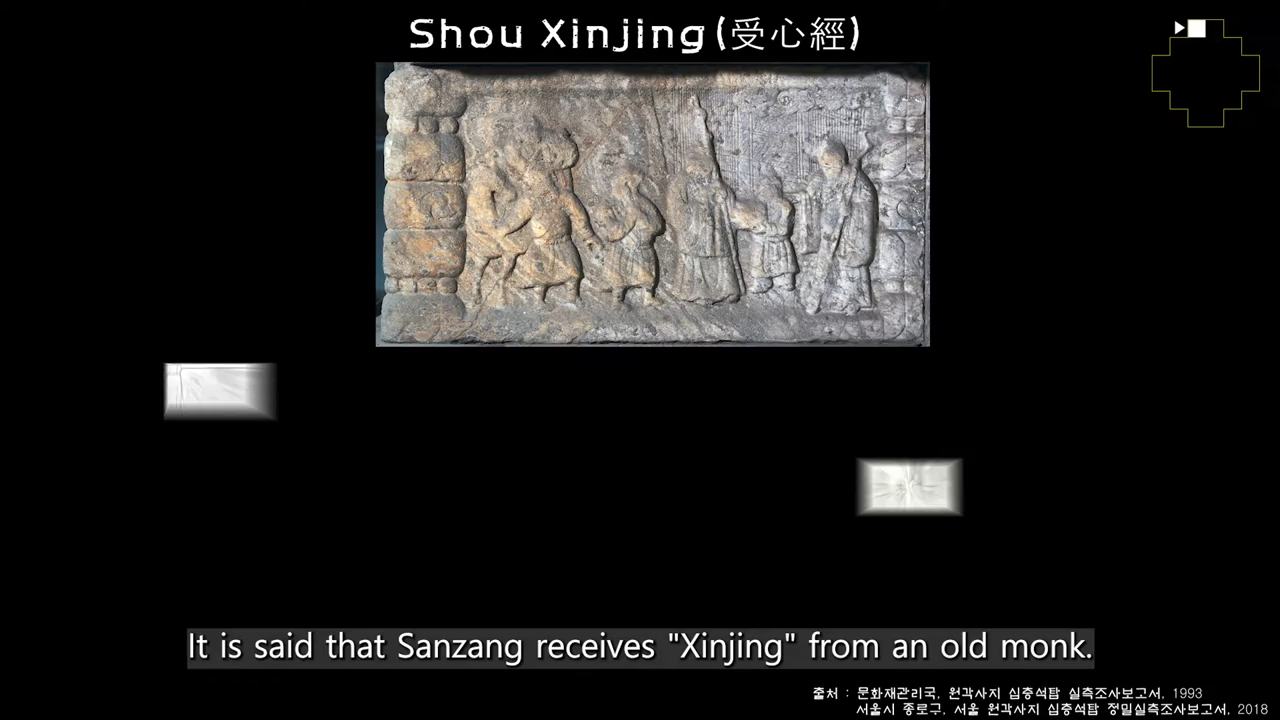 Shou Xinjing(受心經)
It is said that Sanzang receives "Xinjing" from an old monk.
출처 : 문화재관리국, 원각사지 십층석탑 실측조사보고서, 1993
서울시 종로구, 서울 원각사지 십층석탑 정밀실측조사보고서, 2018